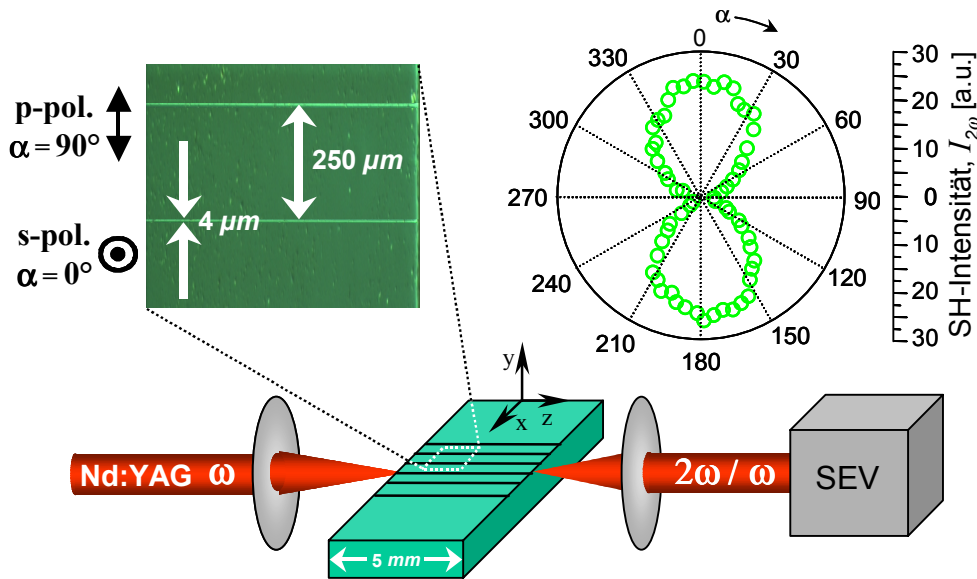 p-pol.
α = 90°
250 µm
4 µm
s-pol.
α = 0°
α
0
30
60
90
120
150
180
210
240
270
300
330
30
20
10
0
10
20
30
SH-Intensität, I2ω [a.u.]
y
x
z
Nd:YAG ω
2ω / ω
SEV
5 mm